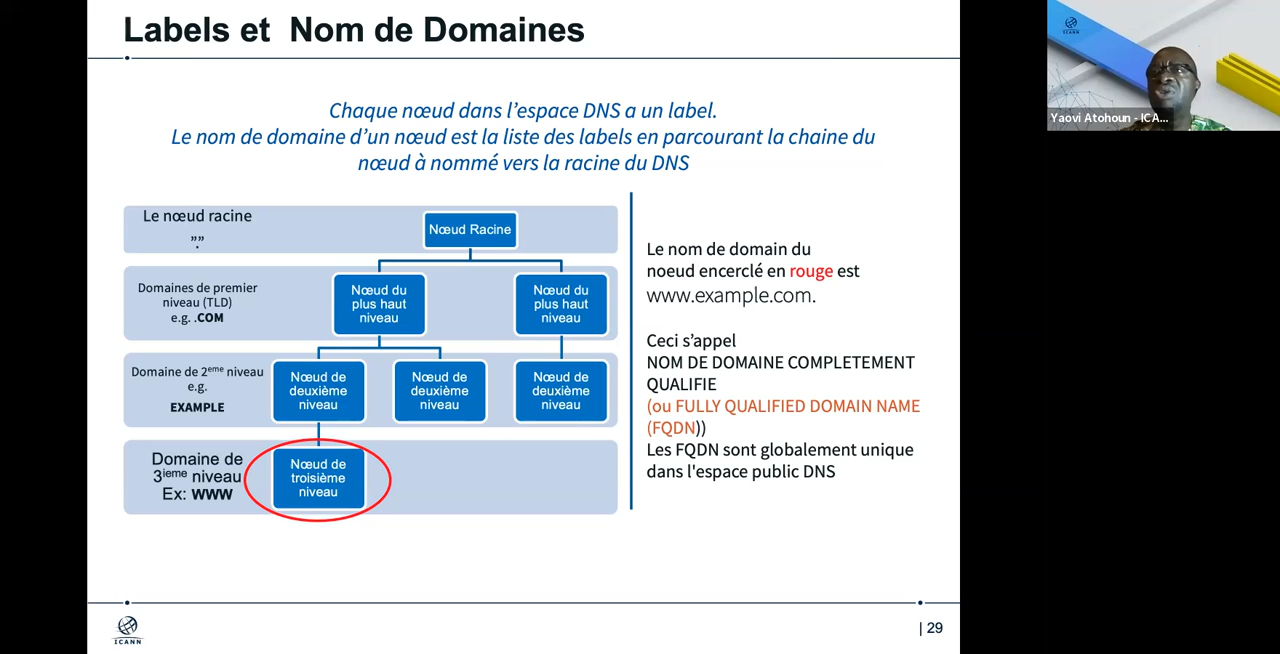 Labels et Nom de Domaines
ICANN
Yaovi Atohoun - ICA...
Chaque nœud dans l’espace DNS a un label.
Le nom de domaine d’un nœud est la liste des labels en parcourant la chaine du
nœud à nommé vers la racine du DNS
Le nœud racine
”.”
Nœud Racine
Domaines de premier
niveau (TLD)
e.g. .COM
Nœud du
plus haut
niveau
Nœud du
plus haut
niveau
Domaine de 2eme niveau
e.g.
EXAMPLE
Nœud de
deuxième
niveau
Nœud de
deuxième
niveau
Nœud de
deuxième
niveau
Domaine de
3ieme niveau
Ex: WWW
Nœud de
troisième
niveau
Le nom de domain du
noeud encerclé en rouge est
www.example.com.
Ceci s’appel
NOM DE DOMAINE COMPLETEMENT
QUALIFIE
(ou FULLY QUALIFIED DOMAIN NAME
(FQDN))
Les FQDN sont globalement unique
dans l'espace public DNS
ICANN
| 29